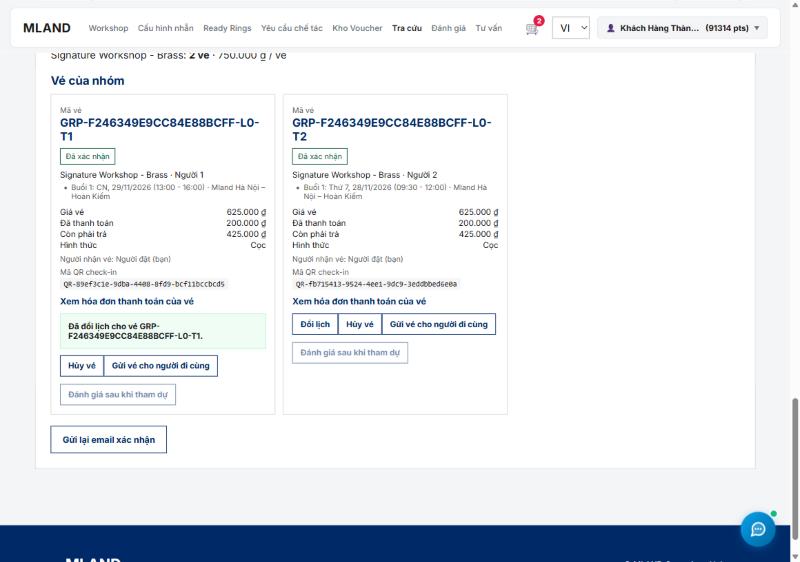 MLAND
Workshop Cấu hình nhẫn Ready Rings Yêu cầu chế tác Kho Voucher Tra cứu Đánh giá Tư vấn
2
VI
Khách Hàng Thàn... (91314 pts)
Signature Workshop - Brass: 2 vé · 750.000 ₫ / vé
Vé của nhóm
Mã vé
GRP-F246349E9CC84E88BCFF-L0-
T1
Đã xác nhận
Signature Workshop - Brass · Người 1
• Buổi 1: CN, 29/11/2026 (13:00 - 16:00) · Mland Hà Nội –
Hoàn Kiếm
Giá vé 625.000 ₫
Đã thanh toán 200.000 ₫
Còn phải trả 425.000 ₫
Hình thức Cọc
Người nhận vé: Người đặt (bạn)
Mã QR check-in
QR-89ef3c1e-9dba-4408-8fd9-bcf11bccbcd5
Xem hóa đơn thanh toán của vé
Đã đổi lịch cho vé GRP-
F246349E9CC84E88BCFF-L0-T1.
Hủy vé Gửi vé cho người đi cùng
Đánh giá sau khi tham dự
Mã vé
GRP-F246349E9CC84E88BCFF-L0-
T2
Đã xác nhận
Signature Workshop - Brass · Người 2
• Buổi 1: Thứ 7, 28/11/2026 (09:30 - 12:00) · Mland Hà
Nội – Hoàn Kiếm
Giá vé 625.000 ₫
Đã thanh toán 200.000 ₫
Còn phải trả 425.000 ₫
Hình thức Cọc
Người nhận vé: Người đặt (bạn)
Mã QR check-in
QR-fb715413-9524-4ee1-9dc9-3eddbbed6e0a
Xem hóa đơn thanh toán của vé
Đổi lịch Hủy vé Gửi vé cho người đi cùng
Đánh giá sau khi tham dự
Gửi lại email xác nhận
MLAND